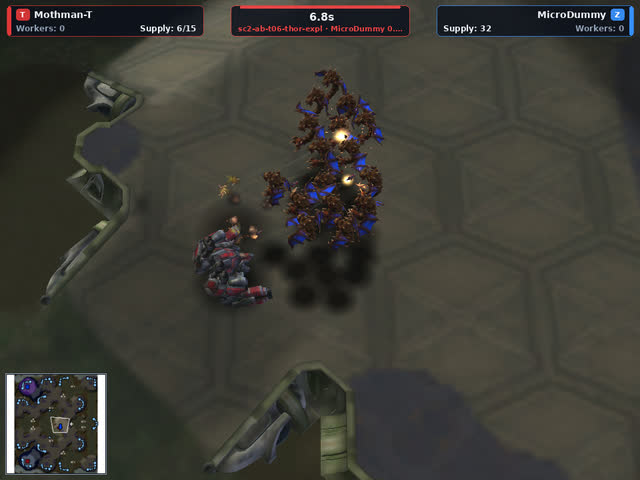 T Mothman-T
Workers: 0 Supply: 6/15
6.8s
sc2-ab-t06-thor-expl · MicroDummy 0....
MicroDummy Z
Supply: 32 Workers: 0